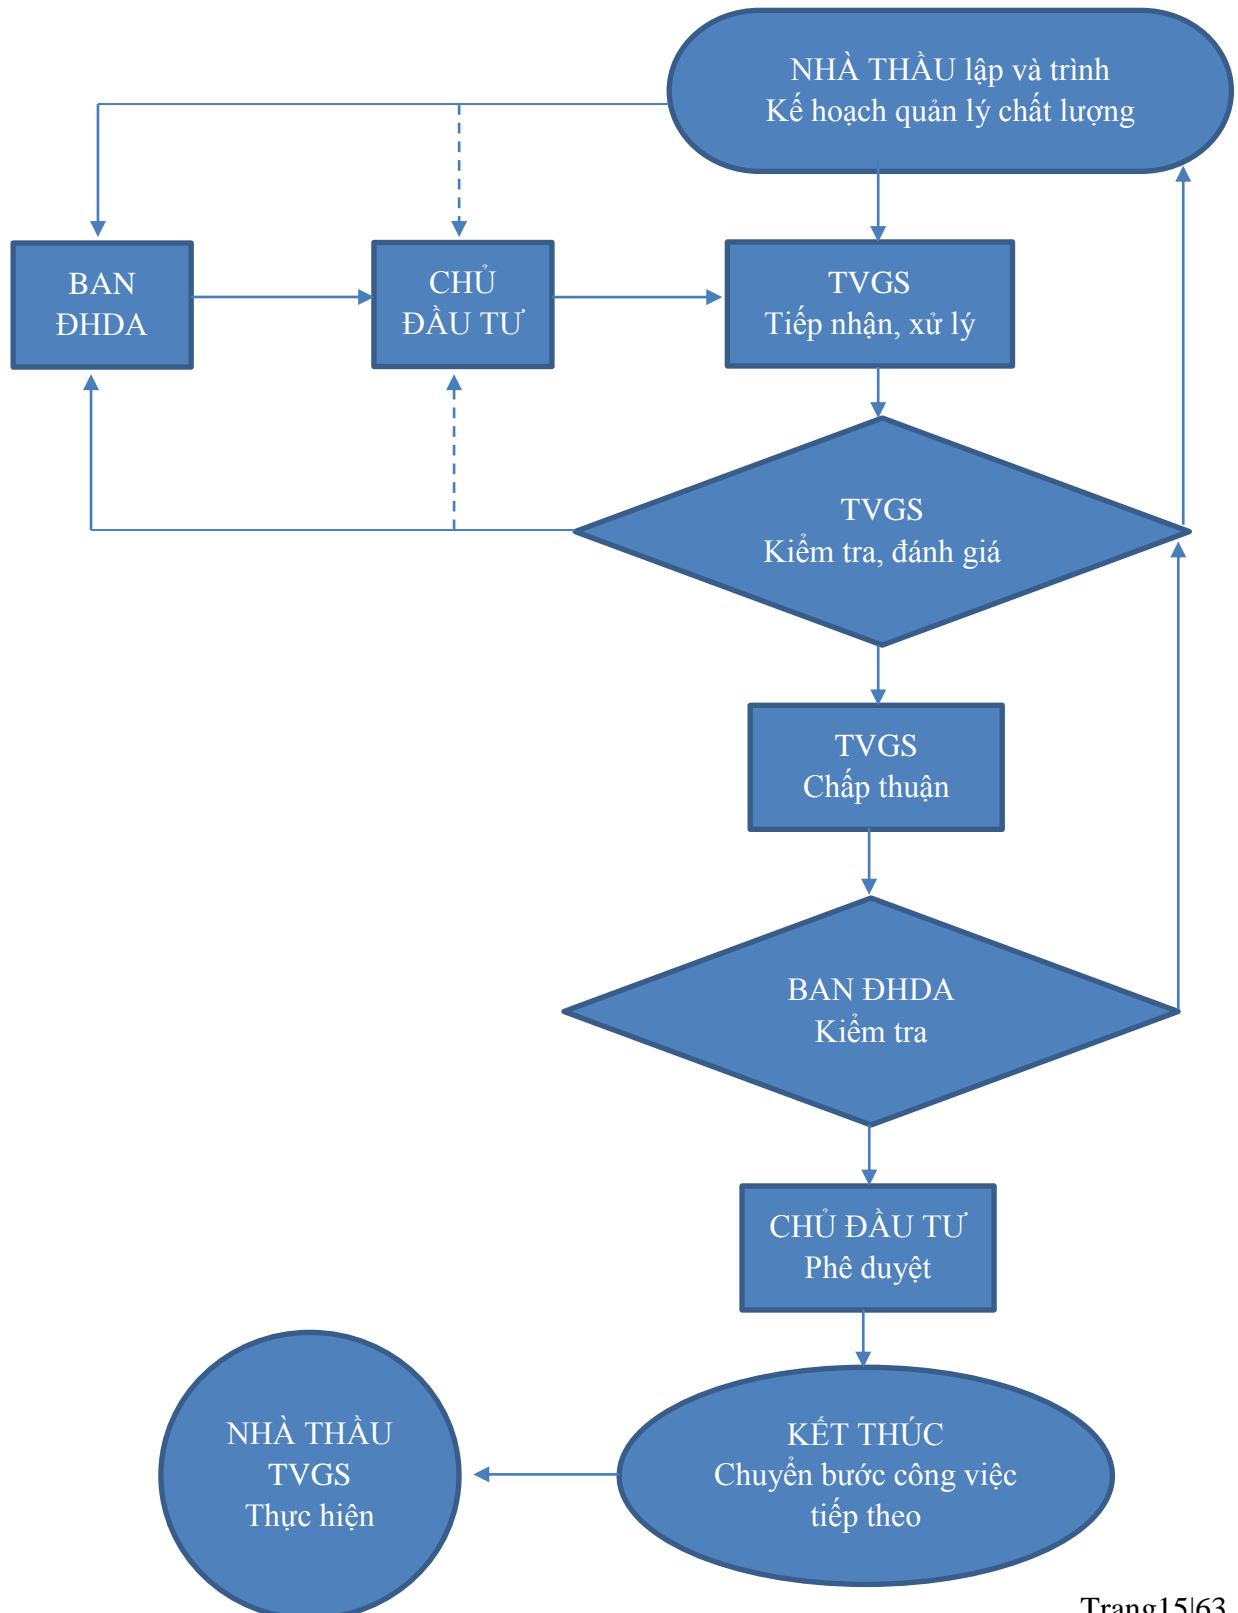 NHÀ THẦU lập và trình
Kế hoạch quản lý chất lượng
BAN
ĐHDA
CHỦ
ĐẦU TƯ
TVGS
Tiếp nhận, xử lý
TVGS
Kiểm tra, đánh giá
TVGS
Chấp thuận
BAN ĐHDA
Kiểm tra
CHỦ ĐẦU TƯ
Phê duyệt
NHÀ THẦU
TVGS
Thực hiện
KẾT THÚC
Chuyển bước công việc
tiếp theo
Trang15|63